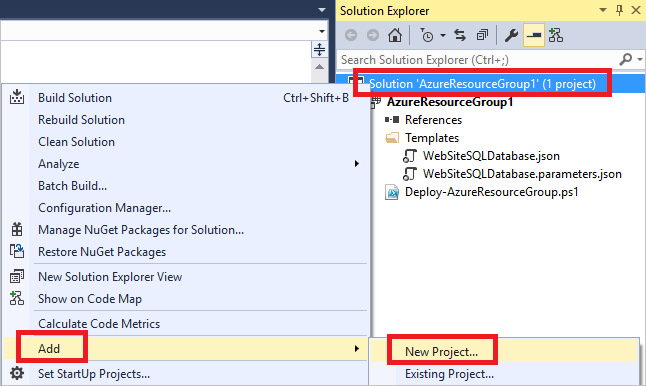 Solution Explorer
Search Solution Explorer (Ctrl+;)
Solution 'AzureResourceGroup1' (1 project)
AzureResourceGroup1
References
Templates
WebSiteSQLDatabase.json
WebSiteSQLDatabase.parameters.json
Deploy-AzureResourceGroup.ps1
Build Solution Ctrl+Shift+B
Rebuild Solution
Clean Solution
Analyze
Batch Build...
Configuration Manager...
Manage NuGet Packages for Solution...
Restore NuGet Packages
New Solution Explorer View
Show on Code Map
Calculate Code Metrics
Add
Set StartUp Projects...
New Project...
Existing Project...